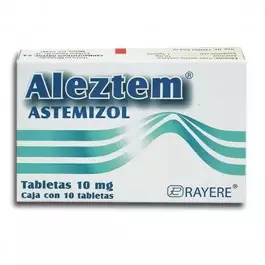 Aleztem®
ASTEMIZOL
Tabletas 10 mg
Caja con 10 tabletas
RAYERE®